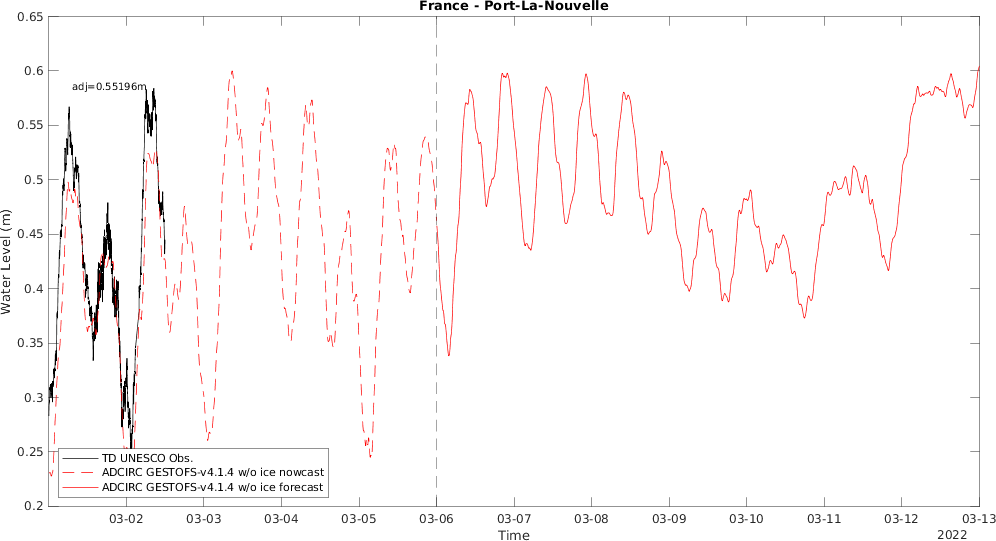 France - Port-La-Nouvelle
0.65
0.6
0.55
0.5
0.45
0.4
0.35
0.3
0.25
0.2
Water Level (m)
adj=0.55196m
TD UNESCO Obs.
ADCIRC GESTOFS-v4.1.4 w/o ice nowcast
ADCIRC GESTOFS-v4.1.4 w/o ice forecast
03-02 03-03 03-04 03-05 03-06 03-07 03-08 03-09 03-10 03-11 03-12 03-13
Time
2022